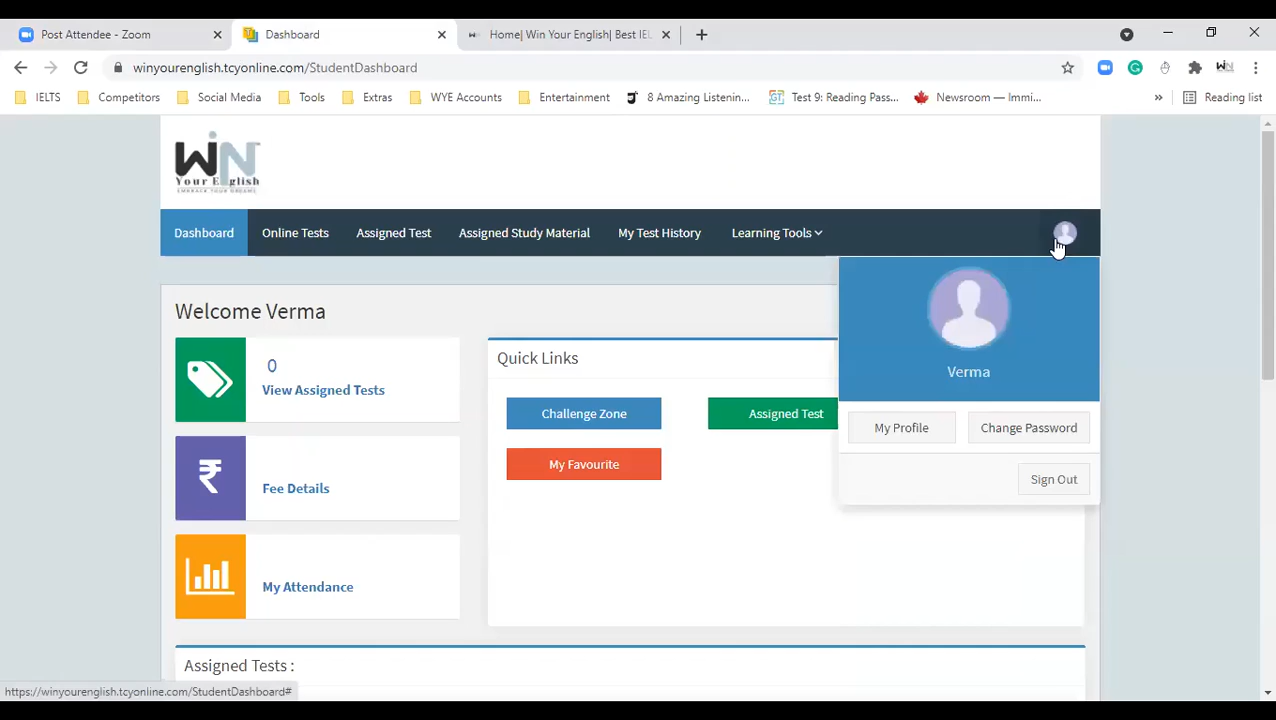 Post Attendee - Zoom
Dashboard
Home| Win Your English| Best IEL
winyourenglish.tcyonline.com/StudentDashboard
IELTS
Competitors
Social Media
Tools
Extras
WYE Accounts
Entertainment
8 Amazing Listenin...
Test 9: Reading Pass...
Newsroom — Immi...
»
Reading list
WiN
Your English
EMBRACE YOUR DREAMS
Dashboard
Online Tests
Assigned Test
Assigned Study Material
My Test History
Learning Tools
Welcome Verma
0
View Assigned Tests
₹
Fee Details
My Attendance
Quick Links
Challenge Zone
Assigned Test
My Favourite
Verma
My Profile
Change Password
Sign Out
Assigned Tests :
https://winyourenglish.tcyonline.com/StudentDashboard#